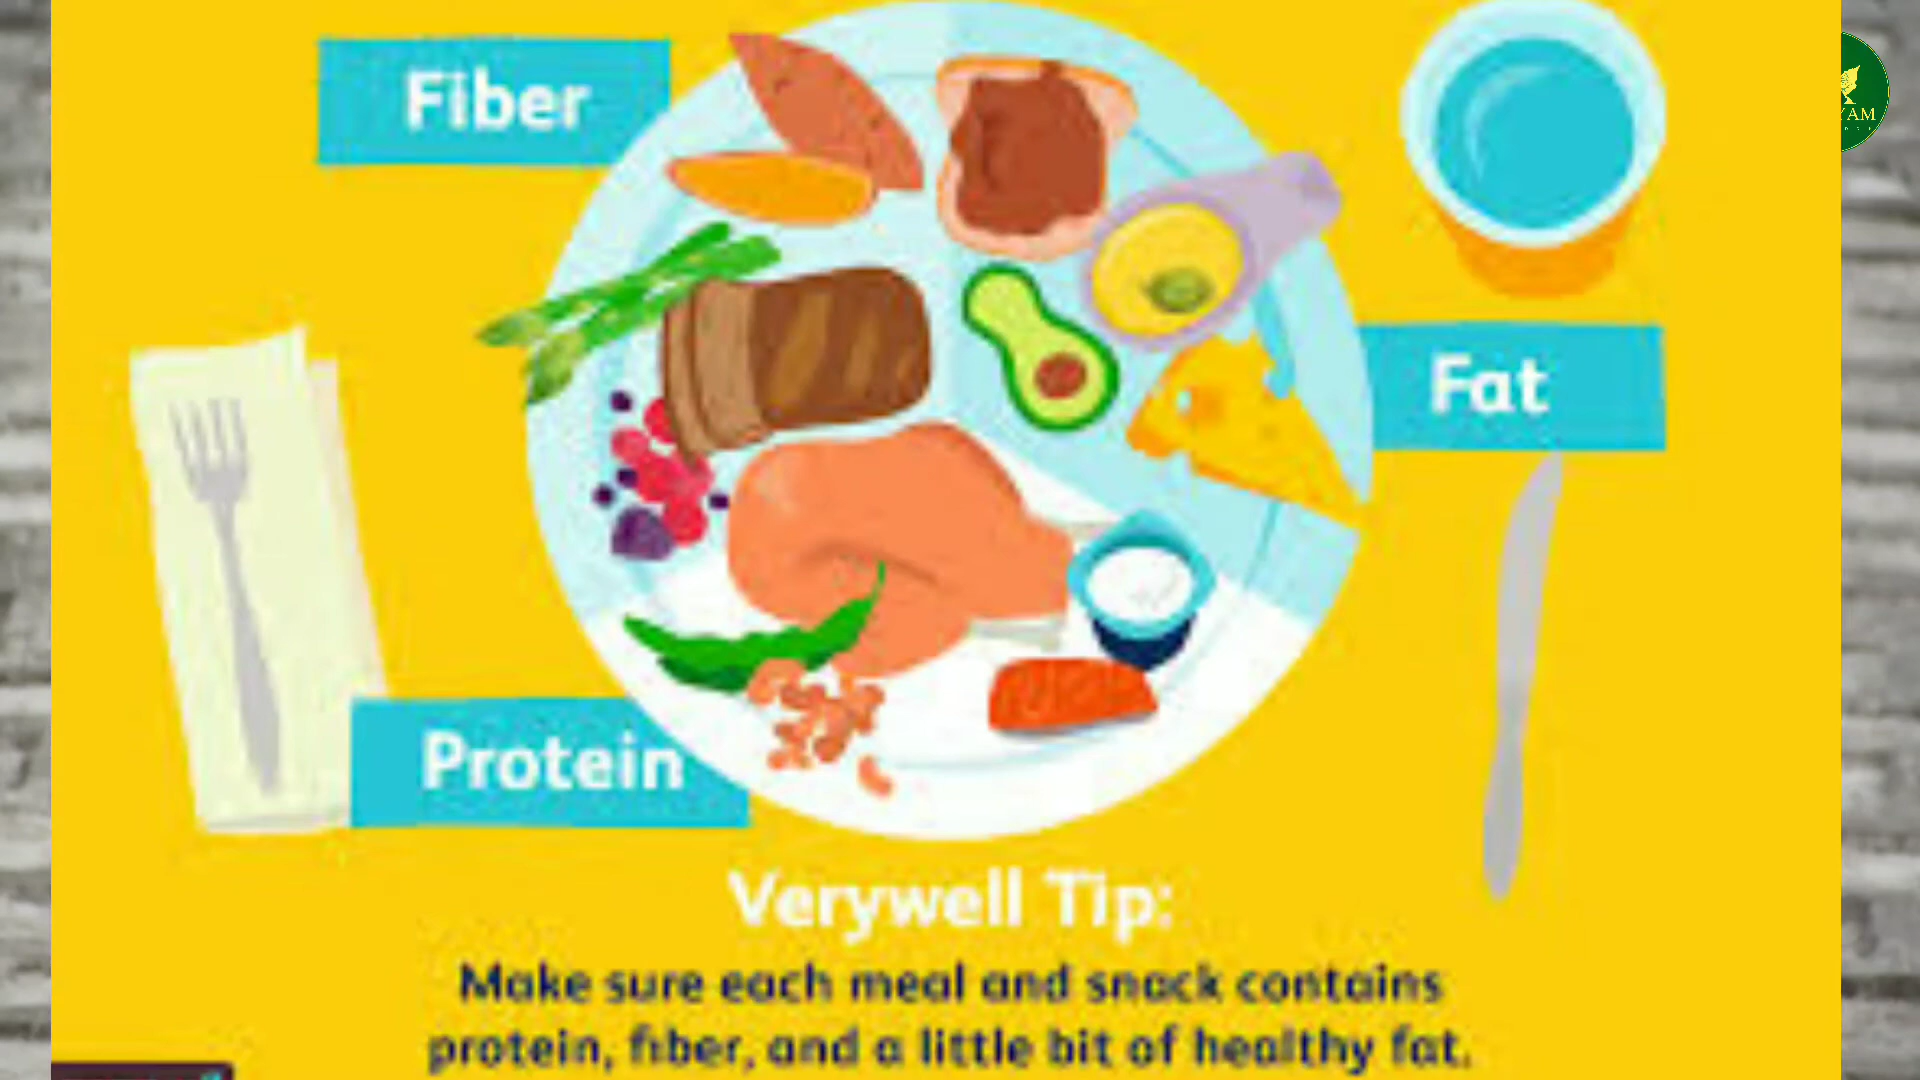 Fiber
Fat
Protein
Verywell Tip:
Make sure each meal and snack contains
protein, fiber, and a little bit of healthy fat.
YAM